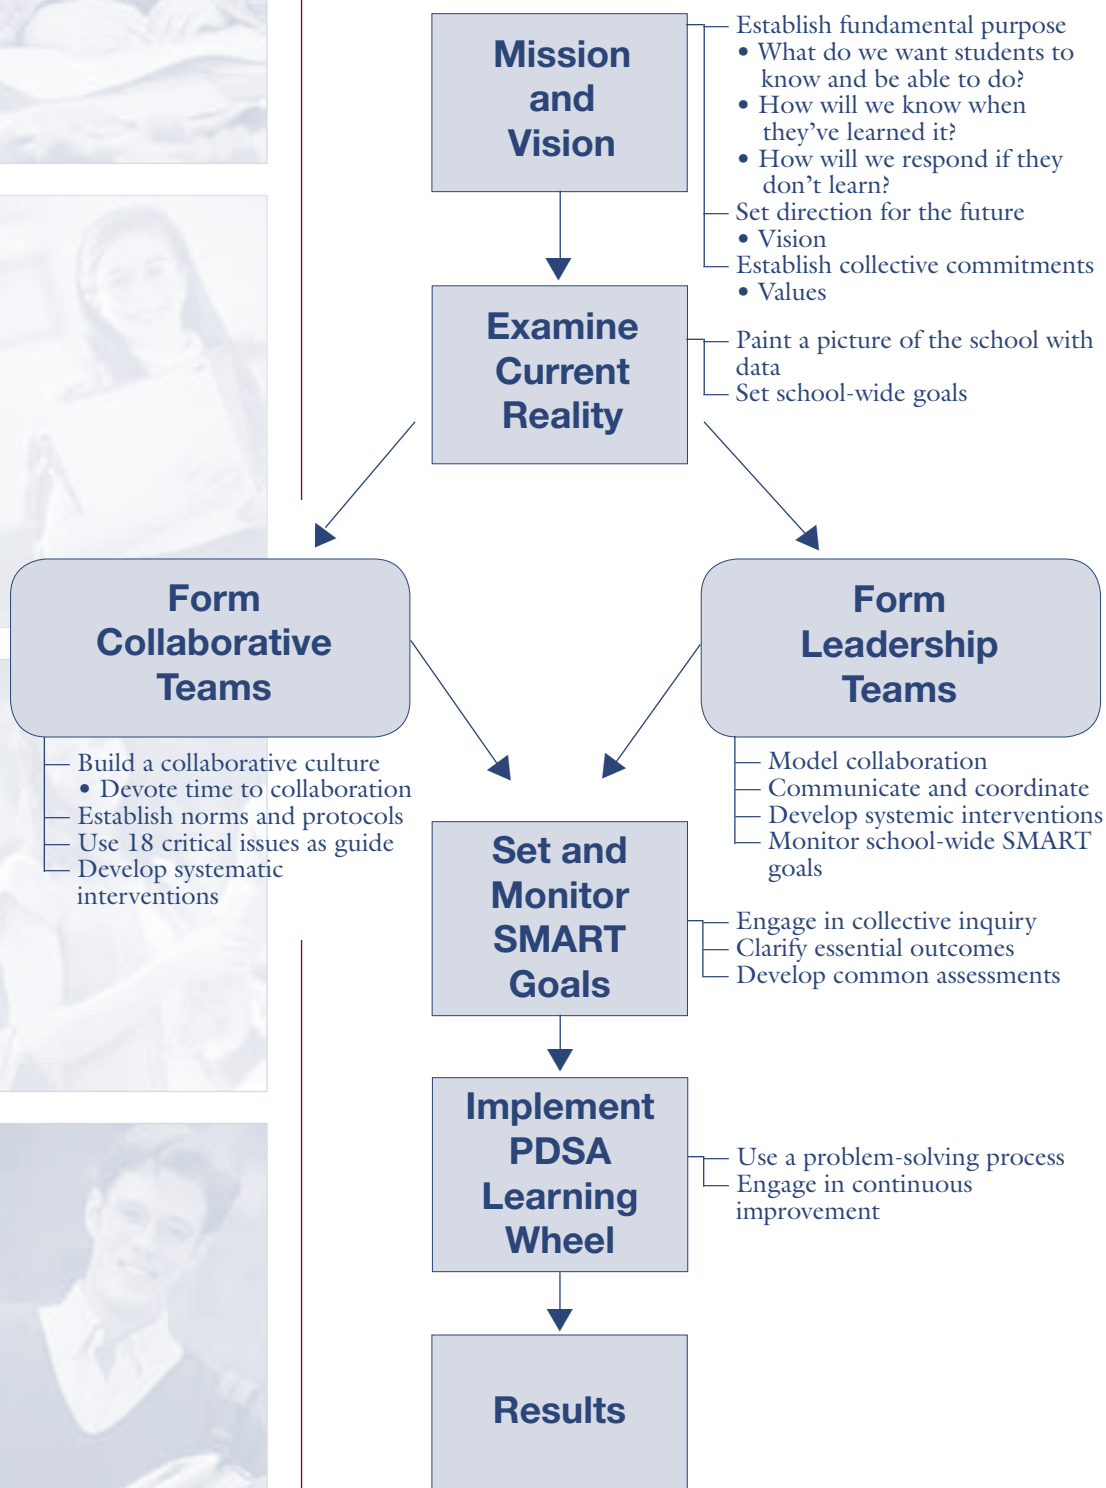 Mission
and
Vision
Establish fundamental purpose
• What do we want students to
know and be able to do?
• How will we know when
they’ve learned it?
• How will we respond if they
don’t learn?
Set direction for the future
• Vision
Establish collective commitments
• Values
Examine
Current
Reality
Paint a picture of the school with
data
Set school-wide goals
Form
Collaborative
Teams
Build a collaborative culture
• Devote time to collaboration
Establish norms and protocols
Use 18 critical issues as guide
Develop systematic
interventions
Form
Leadership
Teams
Model collaboration
Communicate and coordinate
Develop systemic interventions
Monitor school-wide SMART
goals
Set and
Monitor
SMART
Goals
Engage in collective inquiry
Clarify essential outcomes
Develop common assessments
Implement
PDSA
Learning
Wheel
Use a problem-solving process
Engage in continuous
improvement
Results